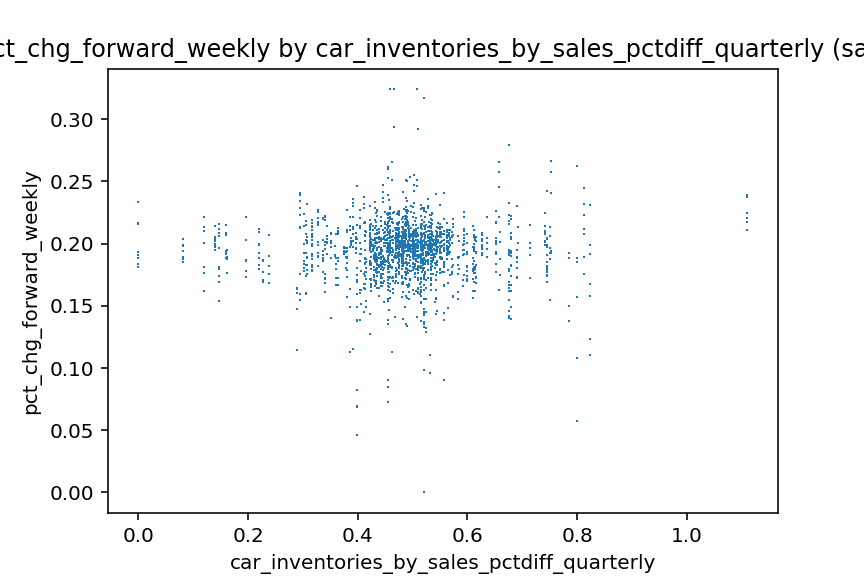 ct_chg_forward_weekly by car_inventories_by_sales_pctdiff_quarterly (sa
0.30
0.25
0.20
0.15
0.10
0.05
0.00
pct_chg_forward_weekly
0.0 0.2 0.4 0.6 0.8 1.0
car_inventories_by_sales_pctdiff_quarterly